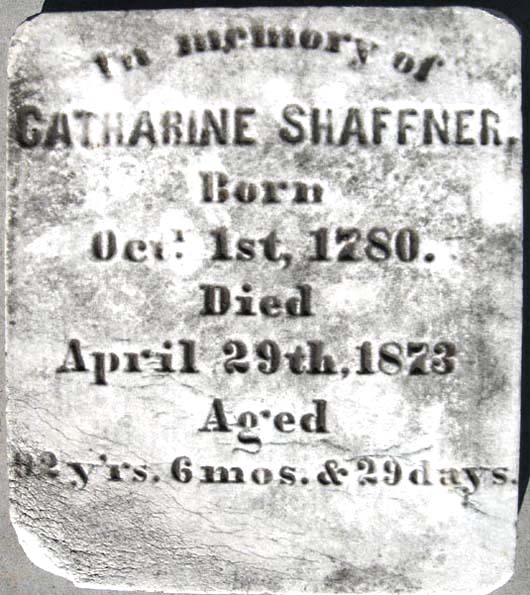 In memory of
CATHARINE SHAFFNER.
Born
Oct. 1st, 1780.
Died
April 29th, 1873
Aged
92 y'rs. 6 mos. & 29 days.